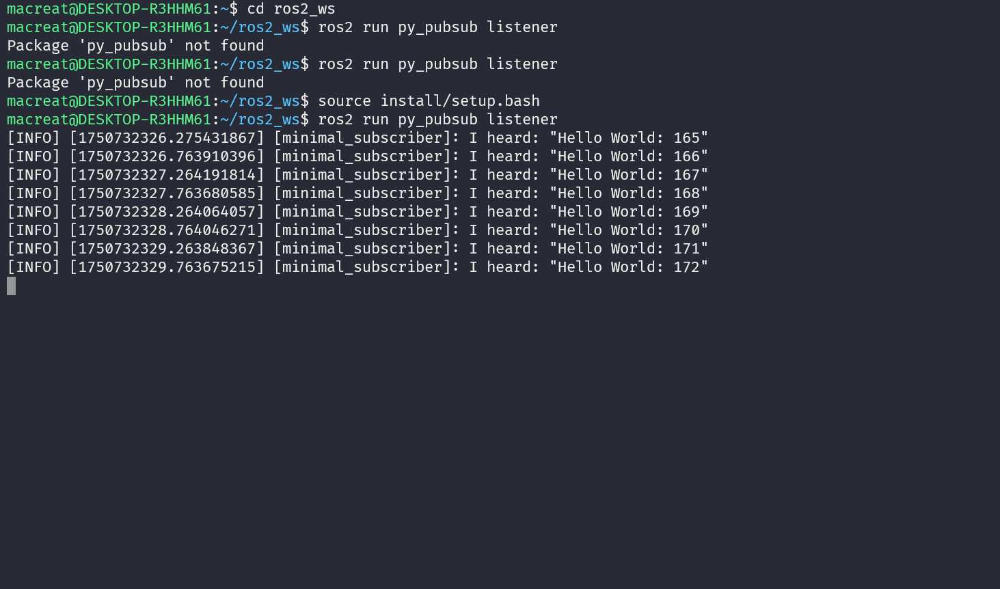 macreat@DESKTOP-R3HHM61:~$ cd ros2_ws
macreat@DESKTOP-R3HHM61:~/ros2_ws$ ros2 run py_pubsub listener
Package 'py_pubsub' not found
macreat@DESKTOP-R3HHM61:~/ros2_ws$ ros2 run py_pubsub listener
Package 'py_pubsub' not found
macreat@DESKTOP-R3HHM61:~/ros2_ws$ source install/setup.bash
macreat@DESKTOP-R3HHM61:~/ros2_ws$ ros2 run py_pubsub listener
[INFO] [1750732326.275431867] [minimal_subscriber]: I heard: "Hello World: 165"
[INFO] [1750732326.763910396] [minimal_subscriber]: I heard: "Hello World: 166"
[INFO] [1750732327.264191814] [minimal_subscriber]: I heard: "Hello World: 167"
[INFO] [1750732327.763680585] [minimal_subscriber]: I heard: "Hello World: 168"
[INFO] [1750732328.264064057] [minimal_subscriber]: I heard: "Hello World: 169"
[INFO] [1750732328.764046271] [minimal_subscriber]: I heard: "Hello World: 170"
[INFO] [1750732329.263848367] [minimal_subscriber]: I heard: "Hello World: 171"
[INFO] [1750732329.763675215] [minimal_subscriber]: I heard: "Hello World: 172"